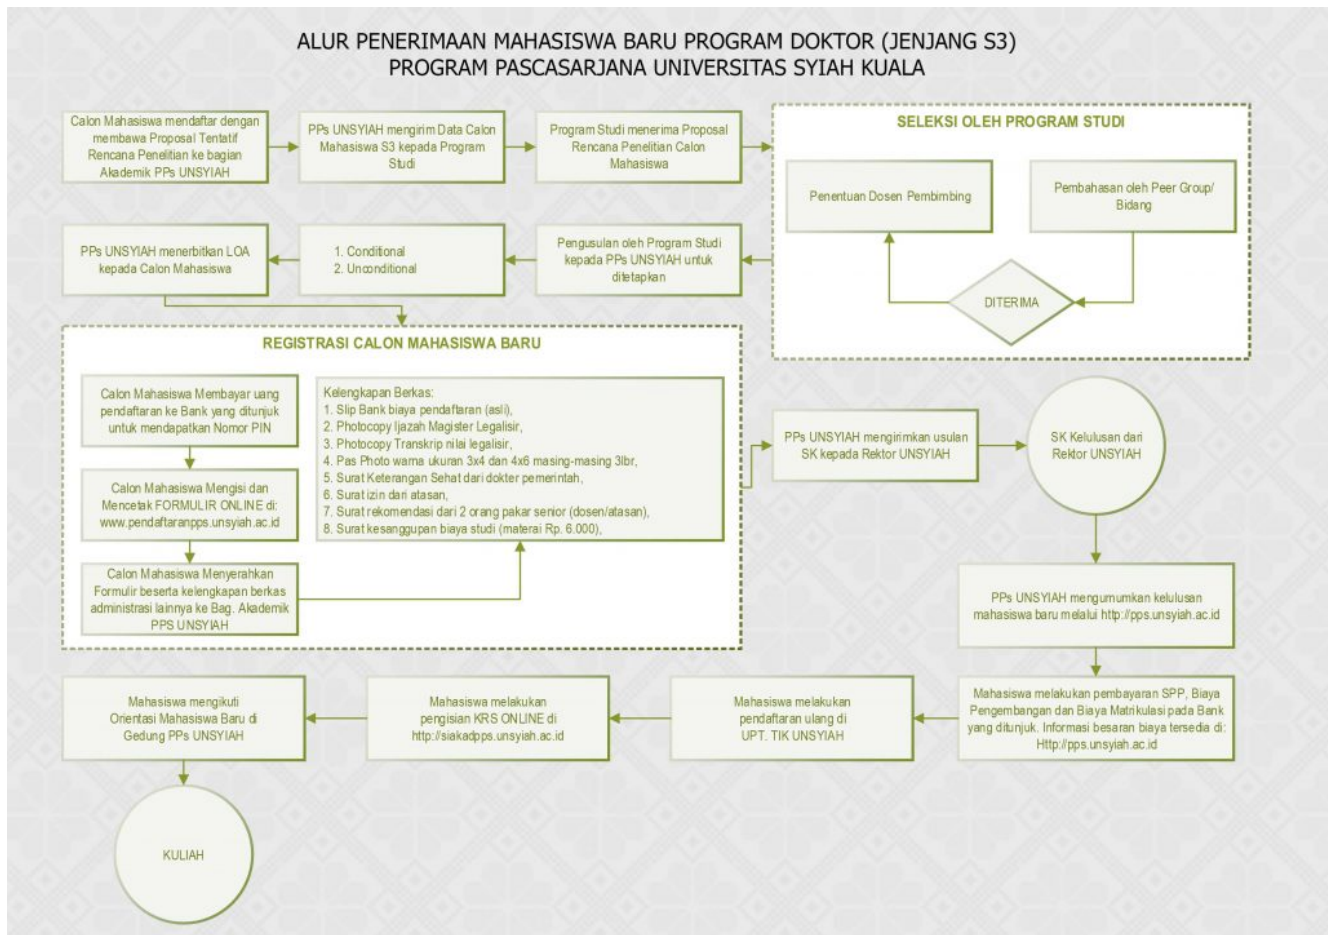 ALUR PENERIMAAN MAHASISWA BARU PROGRAM DOKTOR (JENJANG S3)
PROGRAM PASCASARJANA UNIVERSITAS SYIAH KUALA
Calon Mahasiswa mendaftar dengan
membawa Proposal Tentatif
Rencana Penelitian ke bagian
Akademik PPs UNSYIAH
PPs UNSYIAH mengirim Data Calon
Mahasiswa S3 kepada Program
Studi
Program Studi menerima Proposal
Rencana Penelitian Calon
Mahasiswa
SELEKSI OLEH PROGRAM STUDI
Pembahasan oleh Peer Group/
Bidang
DITERIMA
Penentuan Dosen Pembimbing
Pengusulan oleh Program Studi
kepada PPs UNSYIAH untuk
ditetapkan
1. Conditional
2. Unconditional
PPs UNSYIAH menerbitkan LOA
kepada Calon Mahasiswa
REGISTRASI CALON MAHASISWA BARU
Calon Mahasiswa Membayar uang
pendaftaran ke Bank yang ditunjuk
untuk mendapatkan Nomor PIN
Calon Mahasiswa Mengisi dan
Mencetak FORMULIR ONLINE di:
www.pendaftaranpps.unsyiah.ac.id
Calon Mahasiswa Menyerahkan
Formulir beserta kelengkapan berkas
administrasi lainnya ke Bag. Akademik
PPS UNSYIAH
Kelengkapan Berkas:
1. Slip Bank biaya pendaftaran (asli),
2. Photocopy Ijazah Magister Legalisir,
3. Photocopy Transkrip nilai legalisir,
4. Pas Photo warna ukuran 3x4 dan 4x6 masing-masing 3lbr,
5. Surat Keterangan Sehat dari dokter pemerintah,
6. Surat izin dari atasan,
7. Surat rekomendasi dari 2 orang pakar senior (dosen/atasan),
8. Surat kesanggupan biaya studi (materai Rp. 6.000),
PPs UNSYIAH mengirimkan usulan
SK kepada Rektor UNSYIAH
SK Kelulusan dari
Rektor UNSYIAH
PPs UNSYIAH mengumumkan kelulusan
mahasiswa baru melalui http://pps.unsyiah.ac.id
Mahasiswa melakukan pembayaran SPP, Biaya
Pengembangan dan Biaya Matrikulasi pada Bank
yang ditunjuk. Informasi besaran biaya tersedia di:
Http://pps.unsyiah.ac.id
Mahasiswa melakukan
pendaftaran ulang di
UPT. TIK UNSYIAH
Mahasiswa melakukan
pengisian KRS ONLINE di
http://siakadpps.unsyiah.ac.id
Mahasiswa mengikuti
Orientasi Mahasiswa Baru di
Gedung PPs UNSYIAH
KULIAH